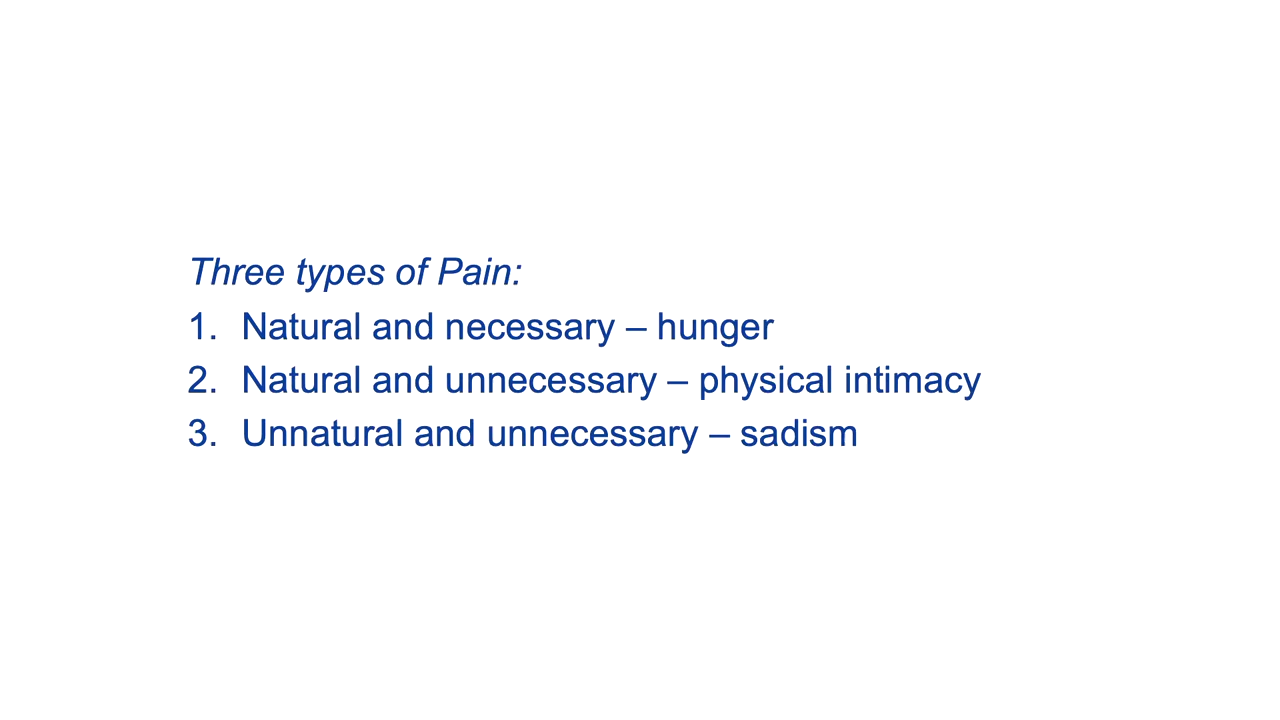 Three types of Pain:
1. Natural and necessary – hunger
2. Natural and unnecessary – physical intimacy
3. Unnatural and unnecessary – sadism